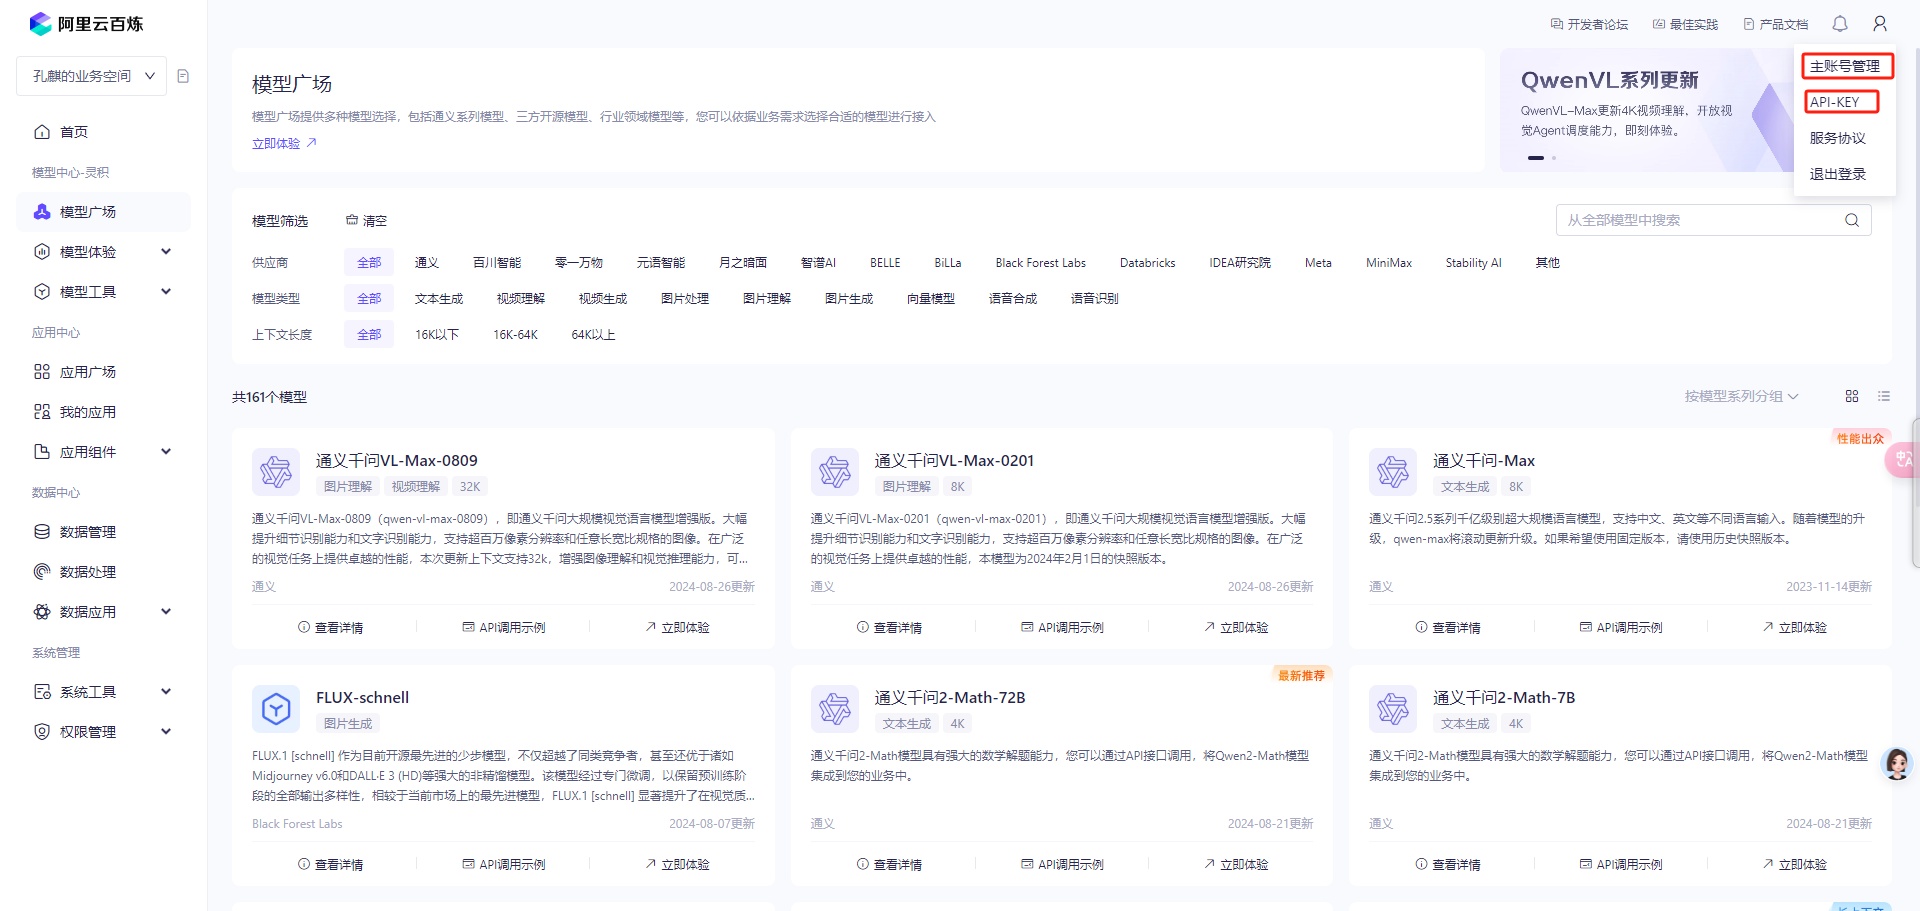 阿里云百炼
开发者论坛
最佳实践
产品文档
孔麒的业务空间
首页
模型中心-灵积
模型广场
模型体验
模型工具
应用中心
应用广场
我的应用
应用组件
数据中心
数据管理
数据处理
数据应用
系统管理
系统工具
权限管理
模型广场
模型广场提供多种模型选择，包括通义系列模型、三方开源模型、行业领域模型等，您可以依据业务需求选择合适的模型进行接入
立即体验
QwenVL系列更新
QwenVL-Max更新4K视频理解、开放视
觉Agent调度能力，即刻体验。
主账号管理
API-KEY
服务协议
退出登录
模型筛选
清空
从全部模型中搜索
供应商 全部 通义 百川智能 零一万物 元语智能 月之暗面 智谱AI BELLE BiLLa Black Forest Labs Databricks IDEA研究院 Meta MiniMax Stability AI 其他
模型类型 全部 文本生成 视频理解 视频生成 图片处理 图片理解 图片生成 向量模型 语音合成 语音识别
上下文长度 全部 16K以下 16K-64K 64K以上
共161个模型
按模型系列分组
通义千问VL-Max-0809
图片理解 视频理解 32K
通义千问VL-Max-0809（qwen-vl-max-0809），即通义千问大规模视觉语言模型增强版。大幅
提升细节识别能力和文字识别能力，支持超百万像素分辨率和任意长宽比规格的图像。在广泛
的视觉任务上提供卓越的性能，本次更新上下文支持32k，增强图像理解和视觉推理能力，可...
通义 2024-08-26更新
查看详情 API调用示例 立即体验
通义千问VL-Max-0201
图片理解 8K
通义千问VL-Max-0201（qwen-vl-max-0201），即通义千问大规模视觉语言模型增强版。大幅
提升细节识别能力和文字识别能力，支持超百万像素分辨率和任意长宽比规格的图像。在广泛
的视觉任务上提供卓越的性能，本模型为2024年2月1日的快照版本。
通义 2024-08-26更新
查看详情 API调用示例 立即体验
性能出众
通义千问-Max
文本生成 8K
通义千问2.5系列千亿级别超大规模语言模型，支持中文、英文等不同语言输入。随着模型的升
级，qwen-max将滚动更新升级。如果希望使用固定版本，请使用历史快照版本。
通义 2023-11-14更新
查看详情 API调用示例 立即体验
FLUX-schnell
图片生成
FLUX.1 [schnell] 作为目前开源最先进的少步模型，不仅超越了同类竞争者，甚至还优于诸如
Midjourney v6.0和DALL·E 3 (HD)等强大的非精馏模型。该模型经过专门微调，以保留预训练阶
段的全部输出多样性，相较于当前市场上的最先进模型，FLUX.1 [schnell] 显著提升了在视觉质...
Black Forest Labs 2024-08-07更新
查看详情 API调用示例 立即体验
最新推荐
通义千问2-Math-72B
文本生成 4K
通义千问2-Math模型具有强大的数学解题能力，您可以通过API接口调用，将Qwen2-Math模型
集成到您的业务中。
通义 2024-08-21更新
查看详情 API调用示例 立即体验
通义千问2-Math-7B
文本生成 4K
通义千问2-Math模型具有强大的数学解题能力，您可以通过API接口调用，将Qwen2-Math模型
集成到您的业务中。
通义 2024-08-21更新
查看详情 API调用示例 立即体验